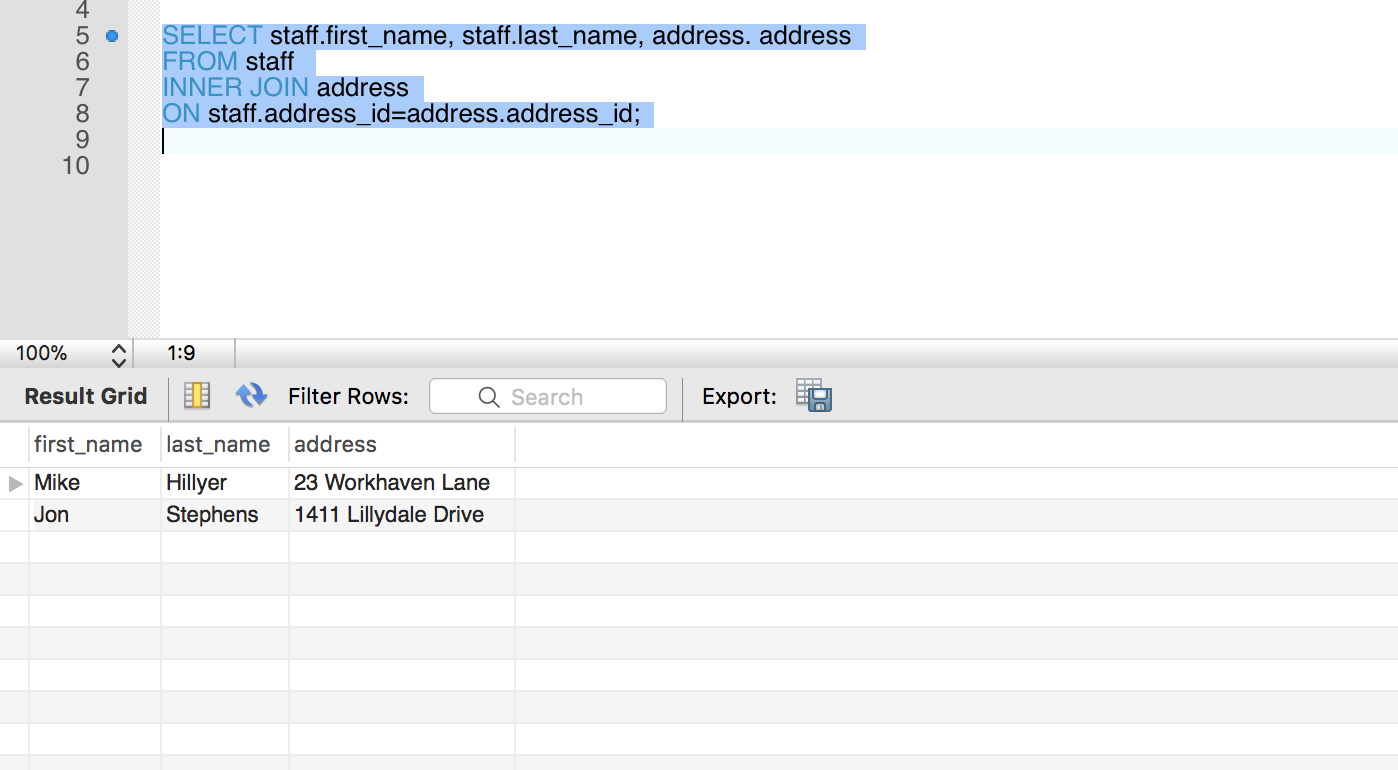 4
5 SELECT staff.first_name, staff.last_name, address. address
6 FROM staff
7 INNER JOIN address
8 ON staff.address_id=address.address_id;
9
10
100% 1:9
Result Grid Filter Rows: Search Export:
first_name last_name address
Mike Hillyer 23 Workhaven Lane
Jon Stephens 1411 Lillydale Drive